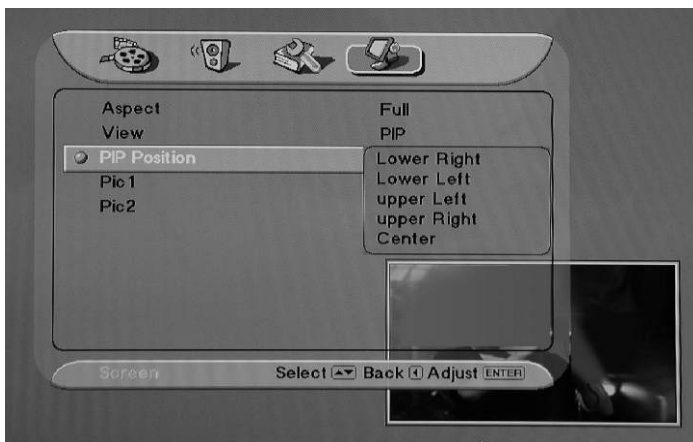 Aspect Full
View PIP
PIP Position
Lower Right
Pic1 Lower Left
Pic2 upper Left
upper Right
Center
Screen Select Back Adjust ENTER